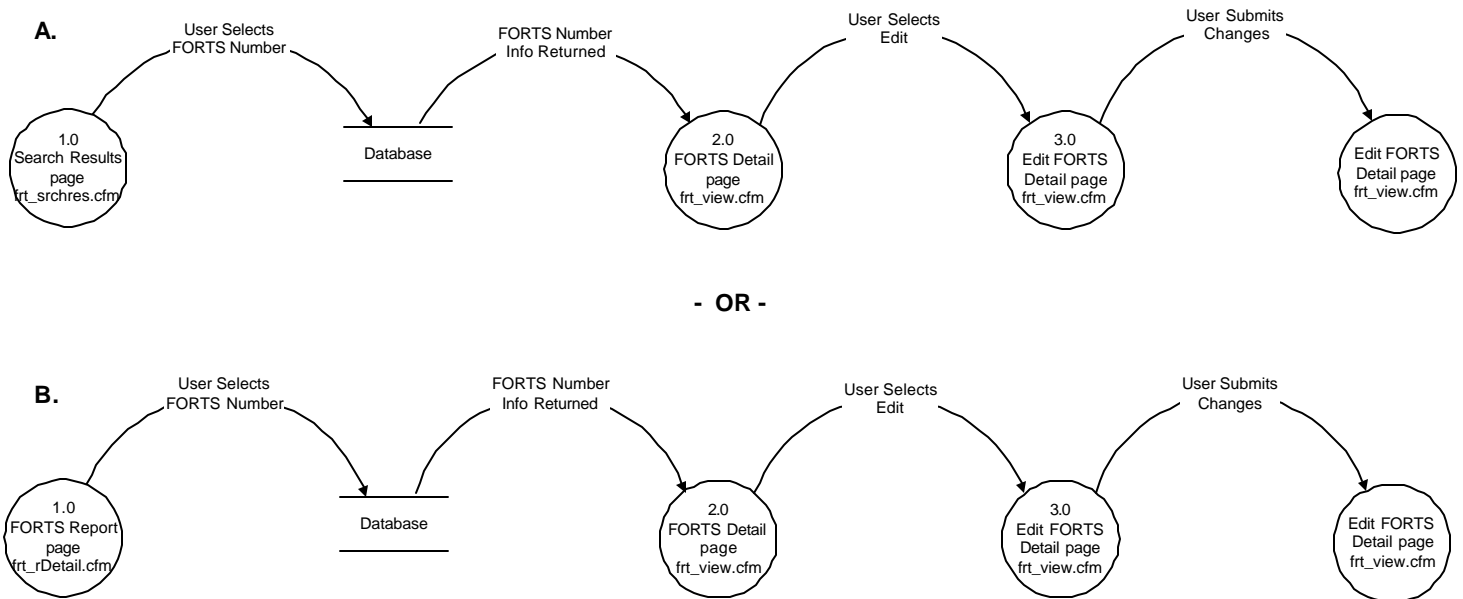 A.
User Selects
FORTS Number
FORTS Number
Info Returned
User Selects
Edit
User Submits
Changes
1.0
Search Results
page
frt_srchres.cfm
Database
2.0
FORTS Detail
page
frt_view.cfm
3.0
Edit FORTS
Detail page
frt_view.cfm
Edit FORTS
Detail page
frt_view.cfm
- OR -
B.
User Selects
FORTS Number
FORTS Number
Info Returned
User Selects
Edit
User Submits
Changes
1.0
FORTS Report
page
frt_rDetail.cfm
Database
2.0
FORTS Detail
page
frt_view.cfm
3.0
Edit FORTS
Detail page
frt_view.cfm
Edit FORTS
Detail page
frt_view.cfm